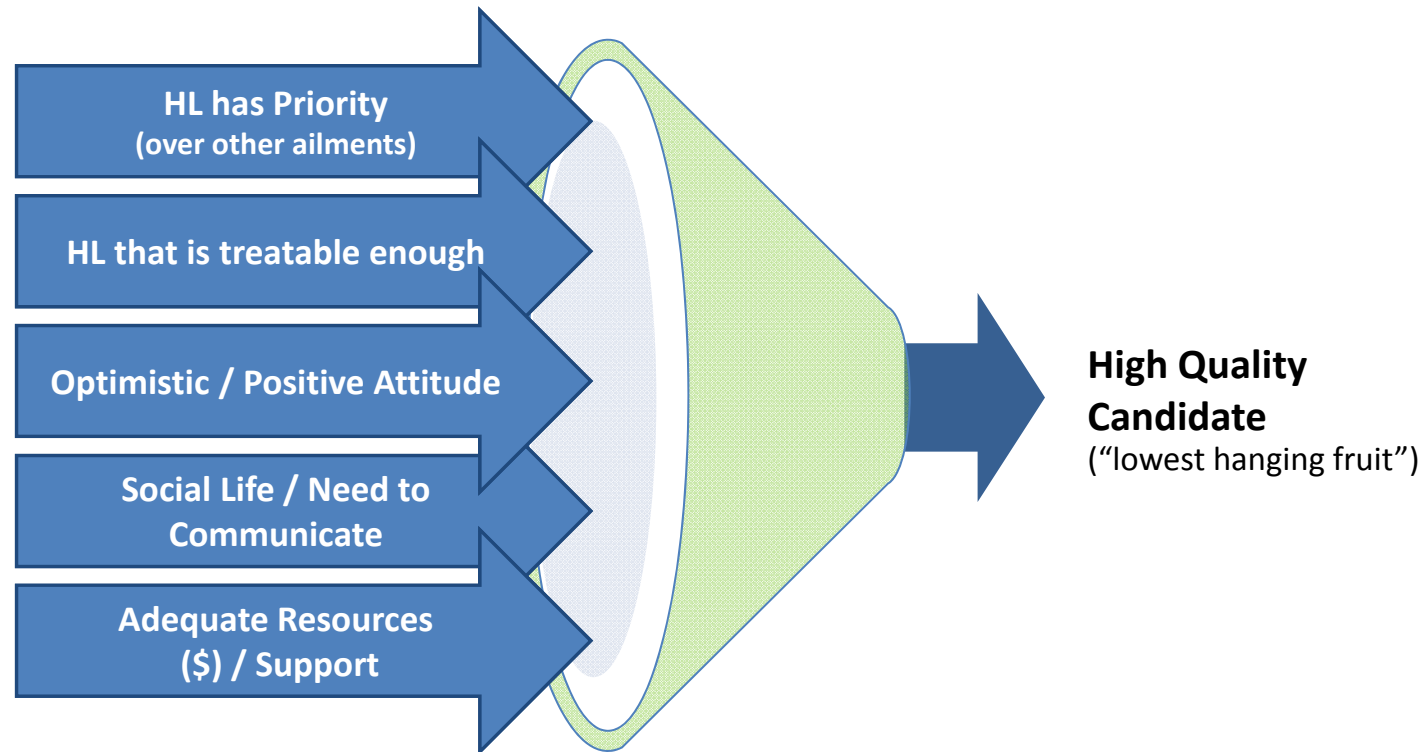 HL has Priority
(over other ailments)
HL that is treatable enough
Optimistic / Positive Attitude
Social Life / Need to
Communicate
Adequate Resources
($) / Support
High Quality
Candidate
(“lowest hanging fruit”)